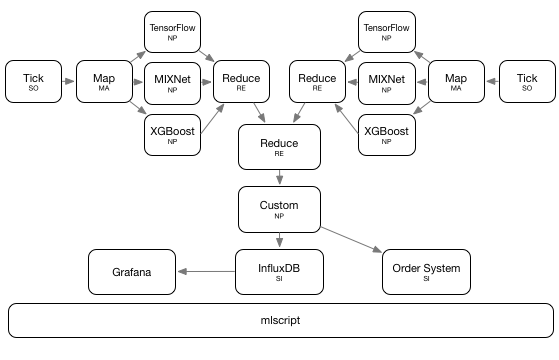 TensorFlow
NP
TensorFlow
NP
Tick
SO
Map
MA
MIXNet
NP
Reduce
RE
Reduce
RE
MIXNet
NP
Map
MA
Tick
SO
XGBoost
NP
XGBoost
NP
Reduce
RE
Custom
NP
Grafana
InfluxDB
SI
Order System
SI
mlscript